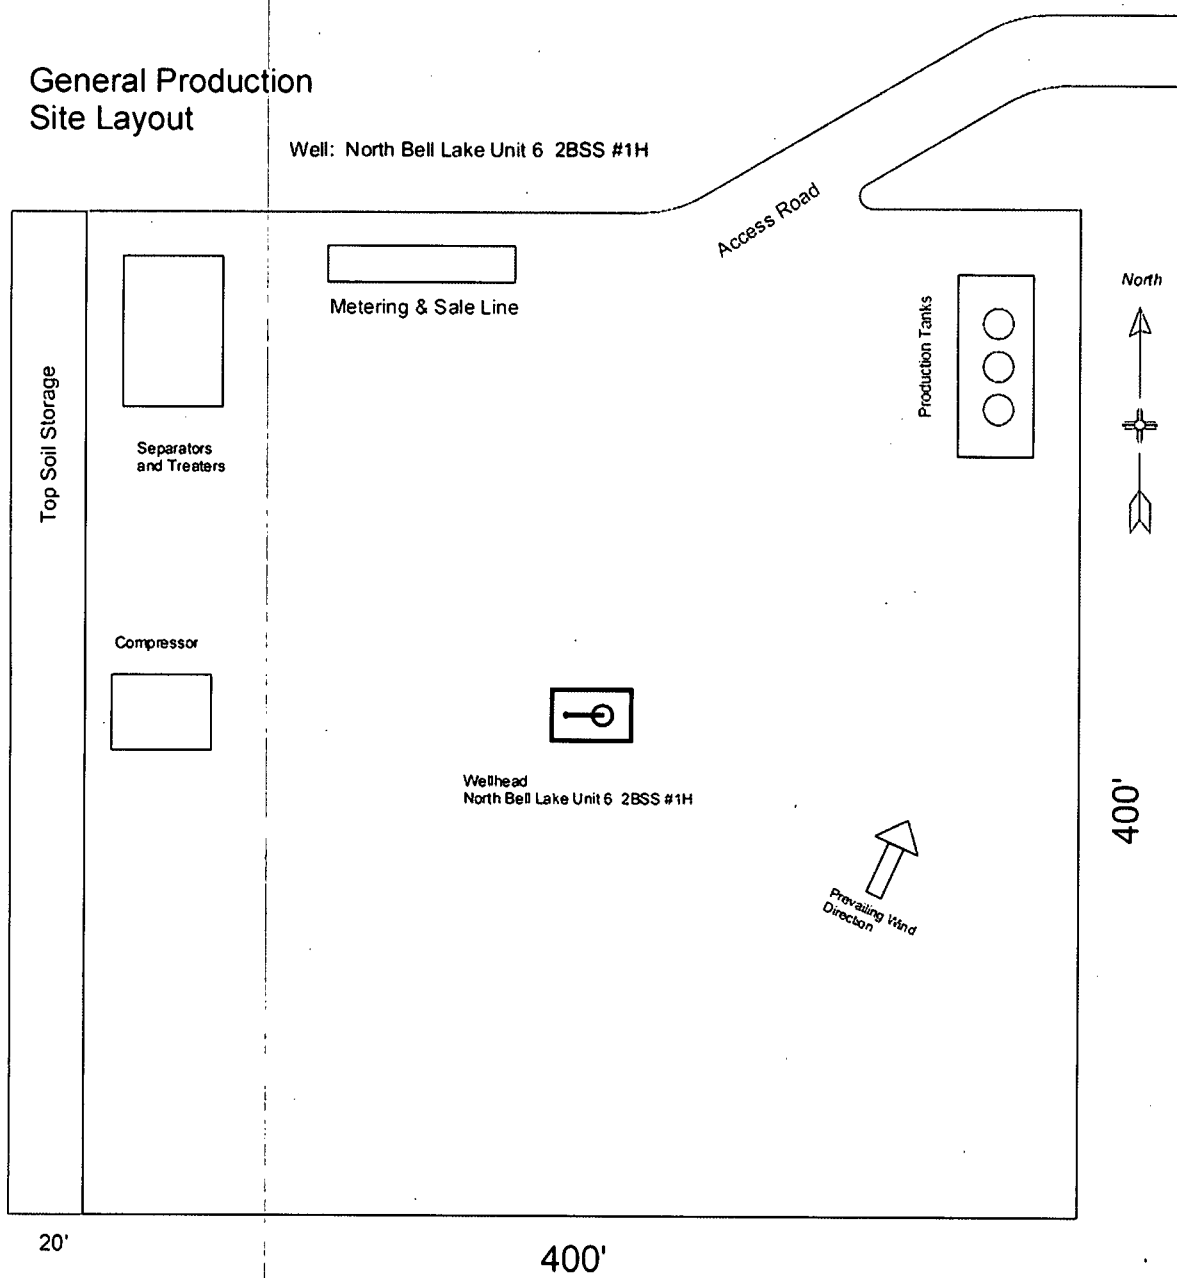 General Production
Site Layout
Well: North Bell Lake Unit 6 2BSS #1H
Access Road
North
Metering & Sale Line
Production Tanks
Top Soil Storage
Separators
and Treaters
Compressor
Wellhead
North Bell Lake Unit 6 2BSS #1H
400'
Prevailing Wind
Direction
20'
400'